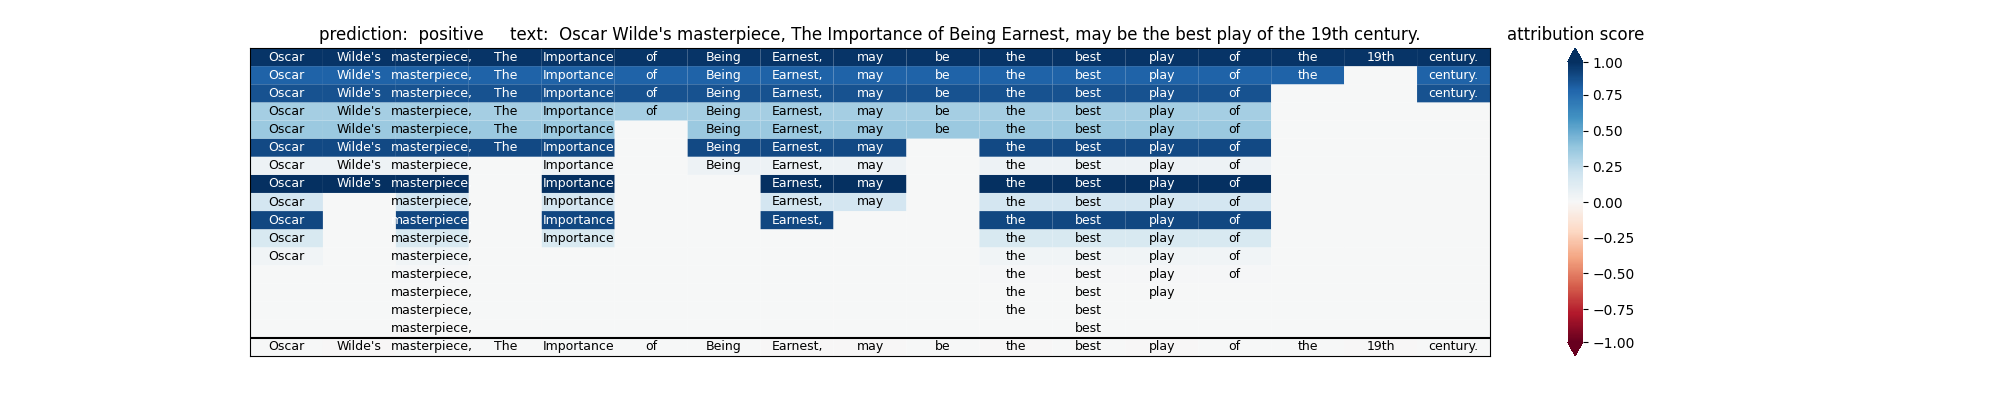 prediction:  positive     text:  Oscar Wilde's masterpiece, The Importance of Being Earnest, may be the best play of the 19th century.
attribution score
Oscar Wilde's masterpiece, The Importance of Being Earnest, may be the best play of the 19th century.
Oscar Wilde's masterpiece, The Importance of Being Earnest, may be the best play of the century.
Oscar Wilde's masterpiece, The Importance of Being Earnest, may be the best play of century.
Oscar Wilde's masterpiece, The Importance of Being Earnest, may be the best play of
Oscar Wilde's masterpiece, The Importance Being Earnest, may be the best play of
Oscar Wilde's masterpiece, The Importance Being Earnest, may the best play of
Oscar Wilde's masterpiece, Importance Being Earnest, may the best play of
Oscar Wilde's masterpiece Importance Earnest, may the best play of
Oscar masterpiece, Importance Earnest, may the best play of
Oscar masterpiece Importance Earnest, the best play of
Oscar masterpiece, Importance the best play of
Oscar masterpiece, the best play of
masterpiece, the best play of
masterpiece, the best play
masterpiece, the best
masterpiece, best
Oscar Wilde's masterpiece, The Importance of Being Earnest, may be the best play of the 19th century.
1.00
0.75
0.50
0.25
0.00
−0.25
−0.50
−0.75
−1.00